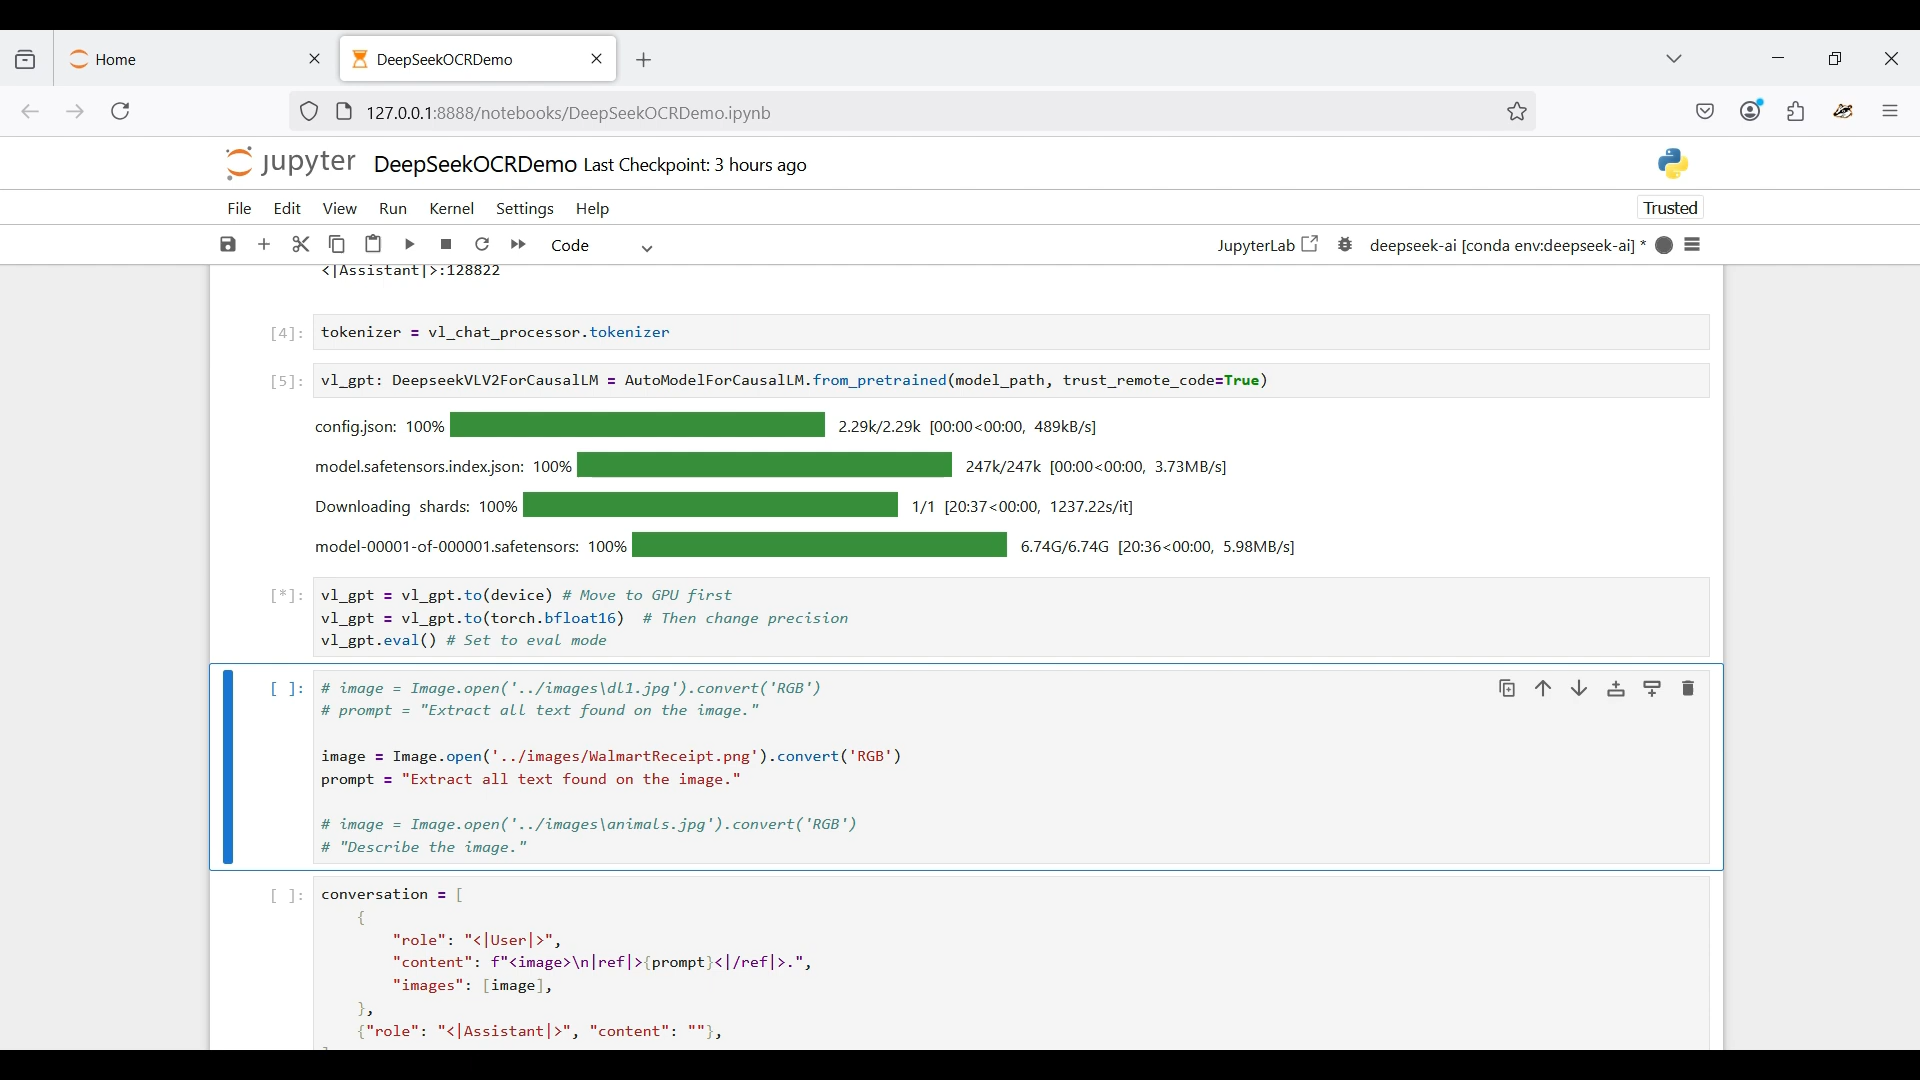 Home
DeepSeekOCRDemo
127.0.0.1:8888/notebooks/DeepSeekOCRDemo.ipynb
jupyter DeepSeekOCRDemo Last Checkpoint: 3 hours ago
File Edit View Run Kernel Settings Help
Trusted
Code
JupyterLab deepseek-ai [conda env:deepseek-ai] *
<|Assistant|>:128822
[4]: tokenizer = vl_chat_processor.tokenizer
[5]: vl_gpt: DeepseekVLV2ForCausalLM = AutoModelForCausalLM.from_pretrained(model_path, trust_remote_code=True)
config.json: 100% 2.29k/2.29k [00:00<00:00, 489kB/s]
model.safetensors.index.json: 100% 247k/247k [00:00<00:00, 3.73MB/s]
Downloading shards: 100% 1/1 [20:37<00:00, 1237.22s/it]
model-00001-of-000001.safetensors: 100% 6.74G/6.74G [20:36<00:00, 5.98MB/s]
[*]: vl_gpt = vl_gpt.to(device) # Move to GPU first
vl_gpt = vl_gpt.to(torch.bfloat16) # Then change precision
vl_gpt.eval() # Set to eval mode
[ ]: # image = Image.open('../images\dl1.jpg').convert('RGB')
# prompt = "Extract all text found on the image."
image = Image.open('../images/WalmartReceipt.png').convert('RGB')
prompt = "Extract all text found on the image."
# image = Image.open('../images\animals.jpg').convert('RGB')
# "Describe the image."
[ ]: conversation = [
{
"role": "<|User|>",
"content": f"<image>\n|ref|>{prompt}<|/ref|>.",
"images": [image],
},
{"role": "<|Assistant|>", "content": ""},